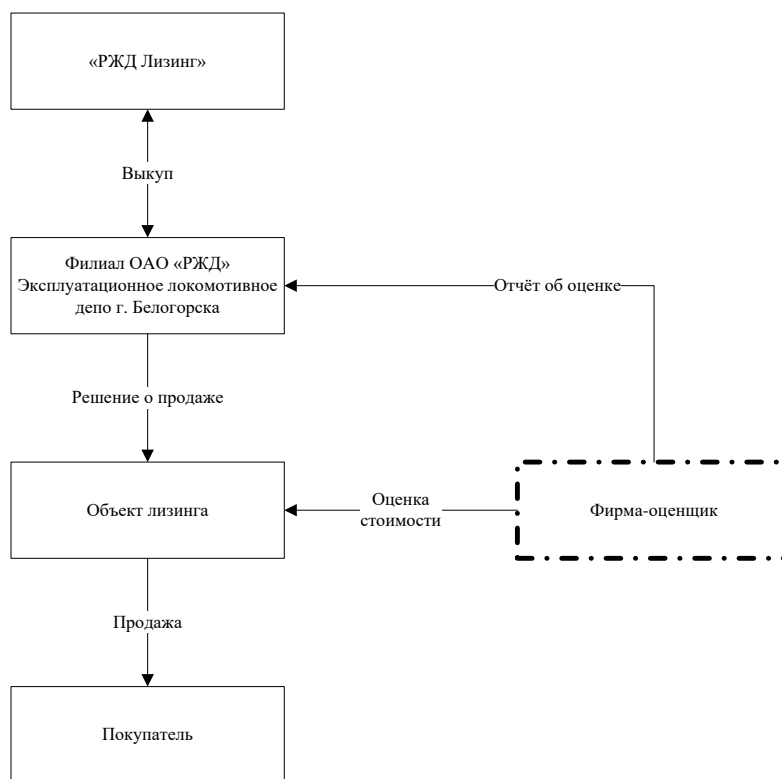 «РЖД Лизинг»
Выкуп
Филиал ОАО «РЖД»
Эксплуатационное локомотивное
депо г. Белогорска
Отчёт об оценке
Решение о продаже
Объект лизинга
Оценка
стоимости
Фирма-оценщик
Продажа
Покупатель